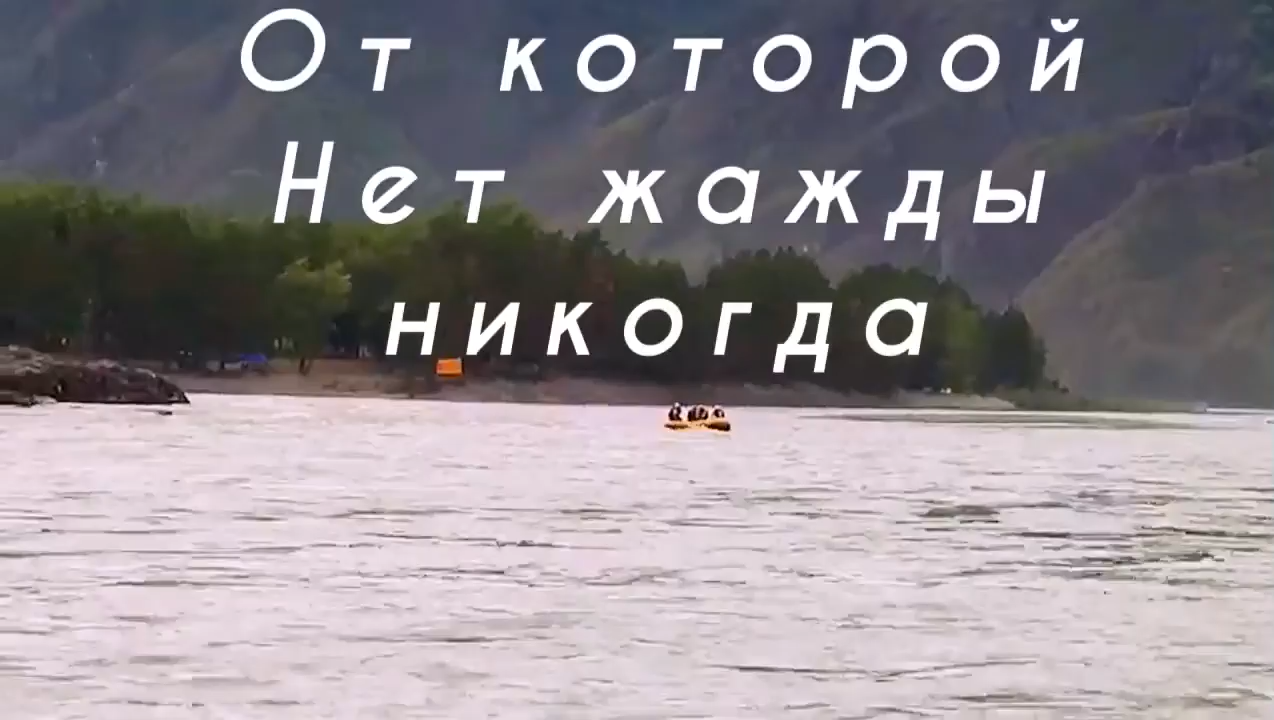 От которой
Нет жажды
никогда